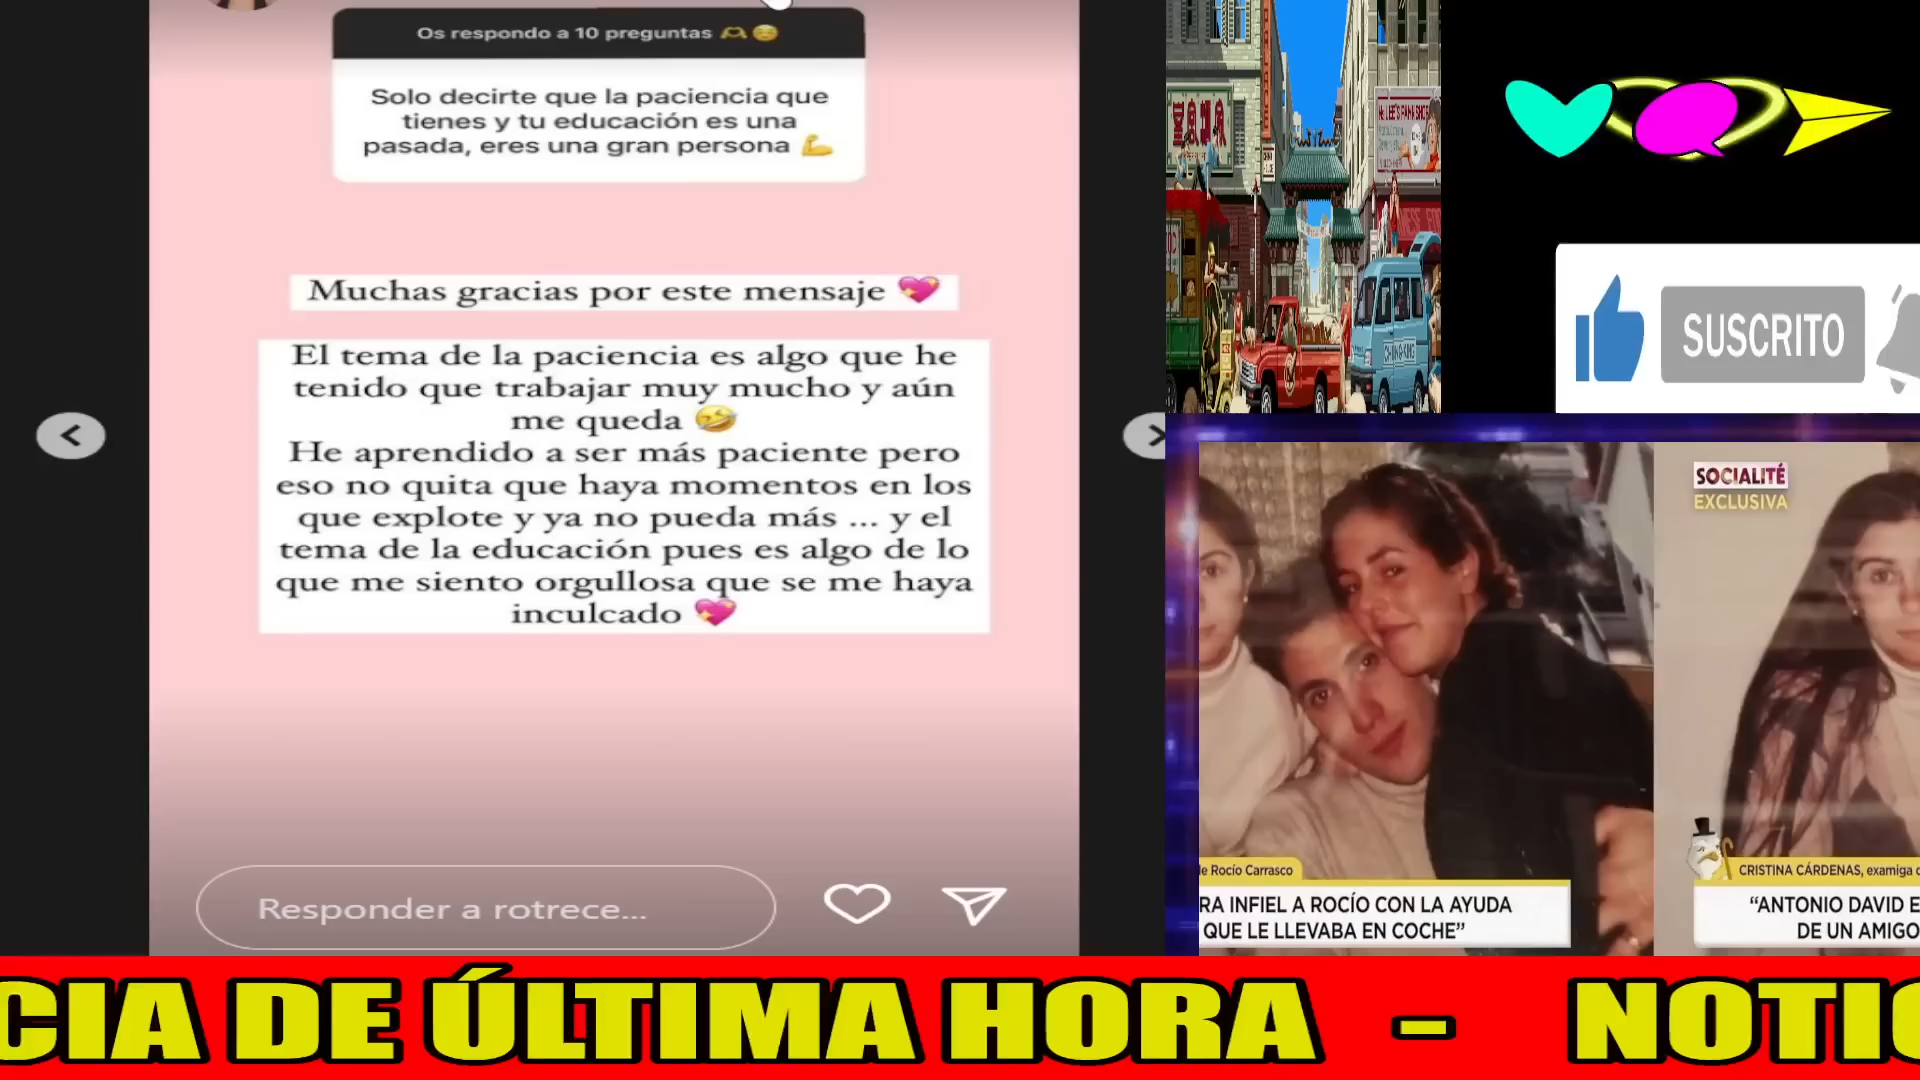 Os respondo a 10 preguntas
Solo decirte que la paciencia que
tienes y tu educación es una
pasada, eres una gran persona
Muchas gracias por este mensaje
El tema de la paciencia es algo que he
tenido que trabajar muy mucho y aún
me queda
He aprendido a ser más paciente pero
eso no quita que haya momentos en los
que explote y ya no pueda más ... y el
tema de la educación pues es algo de lo
que me siento orgullosa que se me haya
inculcado
Responder a rotrece...
SUSCRITO
SOCIALITÉ
EXCLUSIVA
de Rocío Carrasco
RA INFIEL A ROCÍO CON LA AYUDA
QUE LE LLEVABA EN COCHE”
CRISTINA CÁRDENAS, examiga
“ANTONIO DAVID E
DE UN AMIGO
CIA DE ÚLTIMA HORA - NOTIC